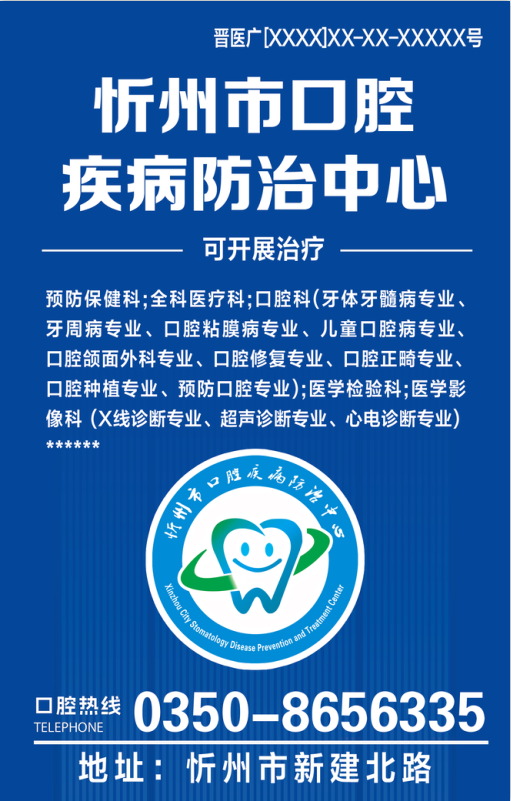 晋医广[XXXX]XX-XX-XXXXX号
忻州市口腔
疾病防治中心
可开展治疗
预防保健科;全科医疗科;口腔科(牙体牙髓病专业、
牙周病专业、口腔粘膜病专业、儿童口腔病专业、
口腔颌面外科专业、口腔修复专业、口腔正畸专业、
口腔种植专业、预防口腔专业);医学检验科;医学影
像科 (X线诊断专业、超声诊断专业、心电诊断专业)
******
忻州市口腔疾病防治中心
Xinzhou City Stomatology Disease Prevention and Treatment Center
口腔热线
TELEPHONE
0350-8656335
地址：忻州市新建北路